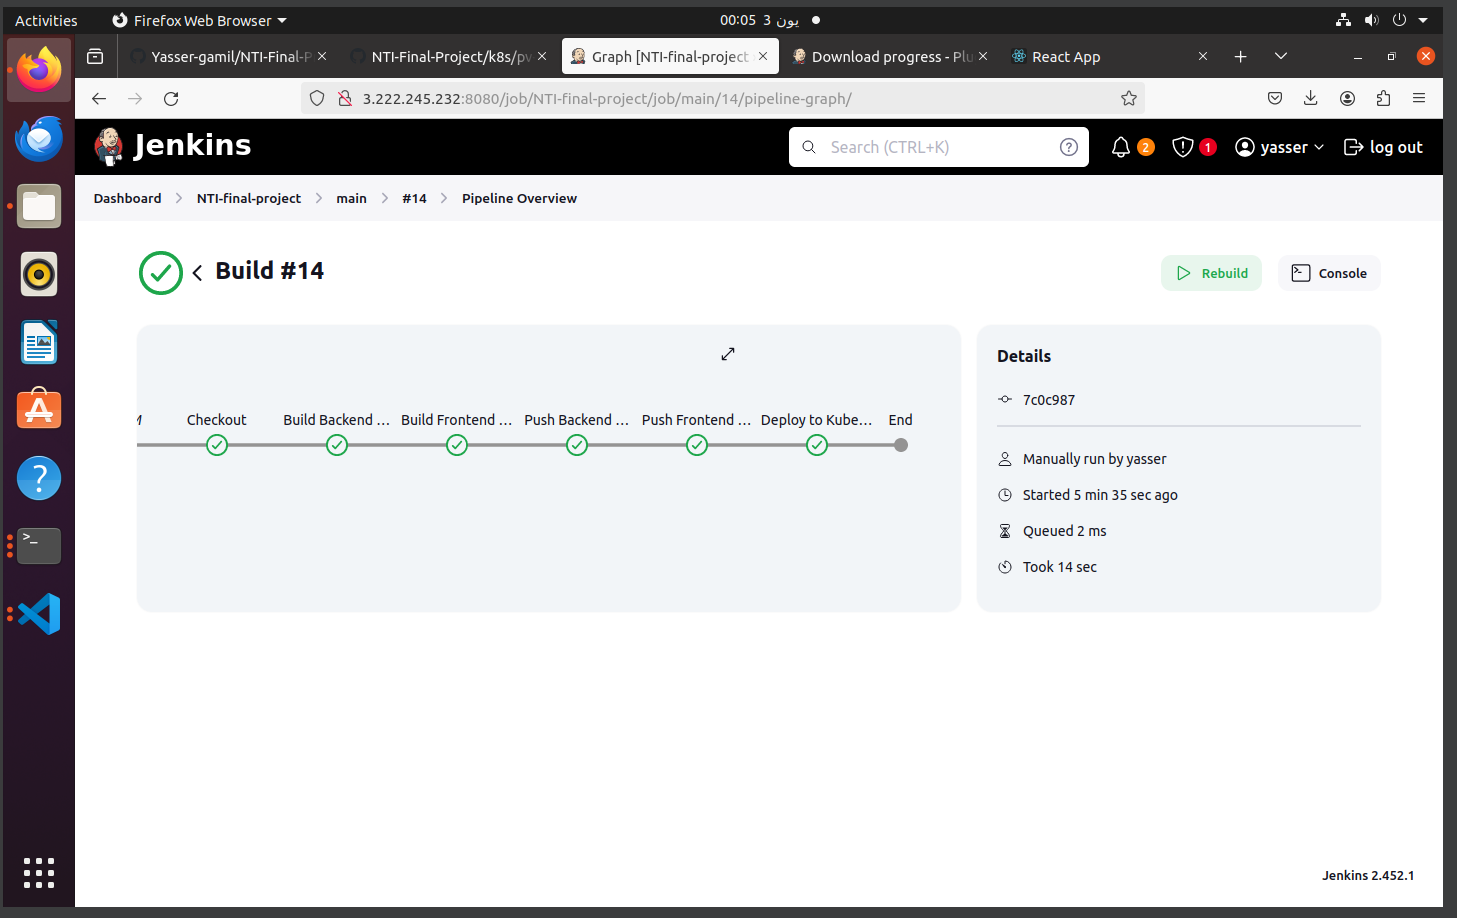 Activities
Firefox Web Browser
00:05 3 يون
Yasser-gamil/NTI-Final-P
NTI-Final-Project/k8s/pv
Graph [NTI-final-project
Download progress - Plu
React App
3.222.245.232:8080/job/NTI-final-project/job/main/14/pipeline-graph/
Jenkins
Search (CTRL+K)
?
2
1
yasser
log out
Dashboard
NTI-final-project
main
#14
Pipeline Overview
Build #14
Rebuild
Console
Checkout
Build Backend ...
Build Frontend ...
Push Backend ...
Push Frontend ...
Deploy to Kube...
End
Details
7c0c987
Manually run by yasser
Started 5 min 35 sec ago
Queued 2 ms
Took 14 sec
Jenkins 2.452.1